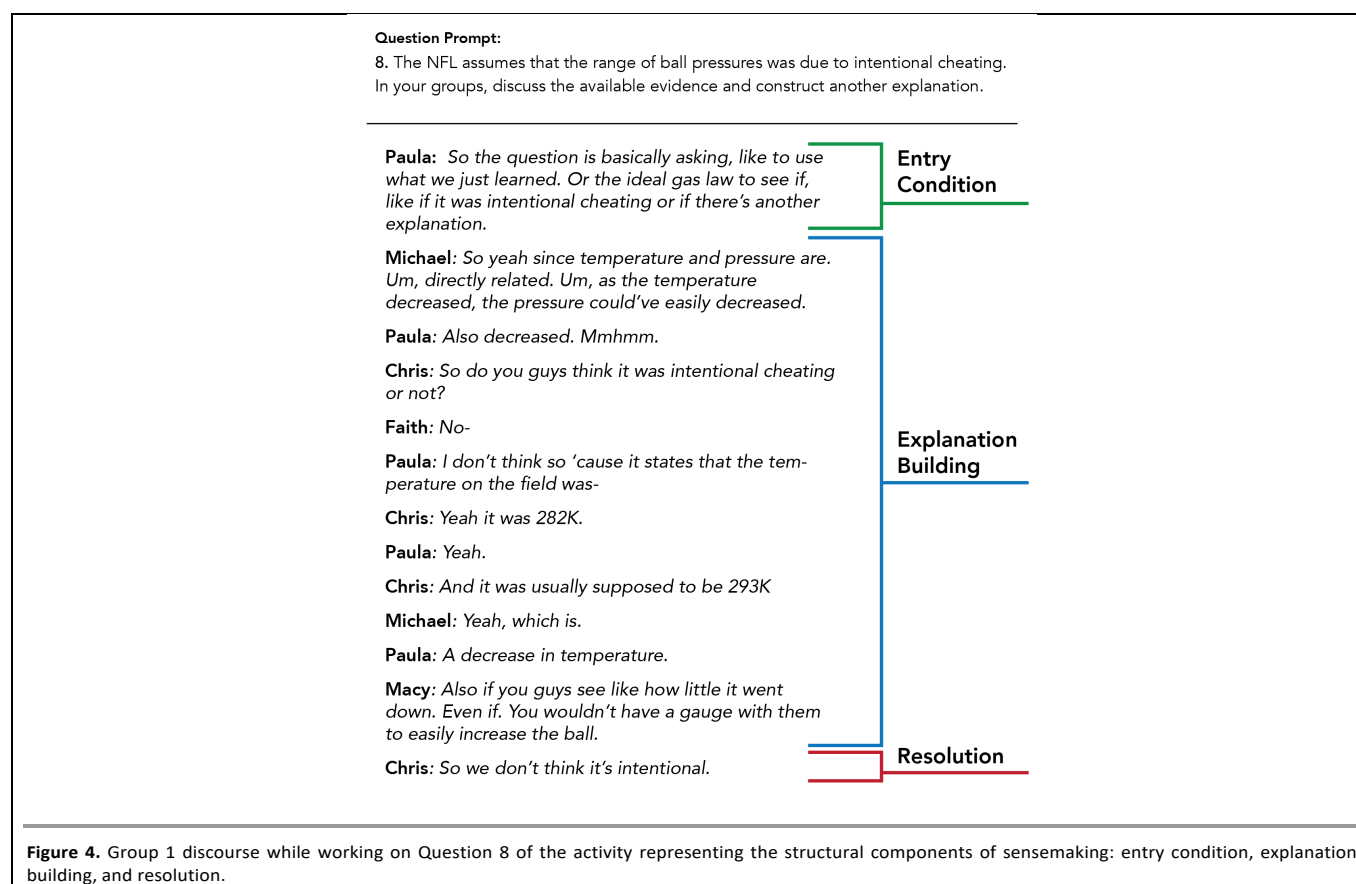 Question Prompt:
8. The NFL assumes that the range of ball pressures was due to intentional cheating.
In your groups, discuss the available evidence and construct another explanation.
Paula: So the question is basically asking, like to use
what we just learned. Or the ideal gas law to see if,
like if it was intentional cheating or if there's another
explanation.
Entry
Condition
Michael: So yeah since temperature and pressure are.
Um, directly related. Um, as the temperature
decreased, the pressure could've easily decreased.
Paula: Also decreased. Mmhmm.
Chris: So do you guys think it was intentional cheating
or not?
Faith: No-
Paula: I don't think so 'cause it states that the tem-
perature on the field was-
Chris: Yeah it was 282K.
Paula: Yeah.
Chris: And it was usually supposed to be 293K
Michael: Yeah, which is.
Paula: A decrease in temperature.
Macy: Also if you guys see like how little it went
down. Even if. You wouldn't have a gauge with them
to easily increase the ball.
Explanation
Building
Chris: So we don't think it's intentional.
Resolution
Figure 4. Group 1 discourse while working on Question 8 of the activity representing the structural components of sensemaking: entry condition, explanation
building, and resolution.